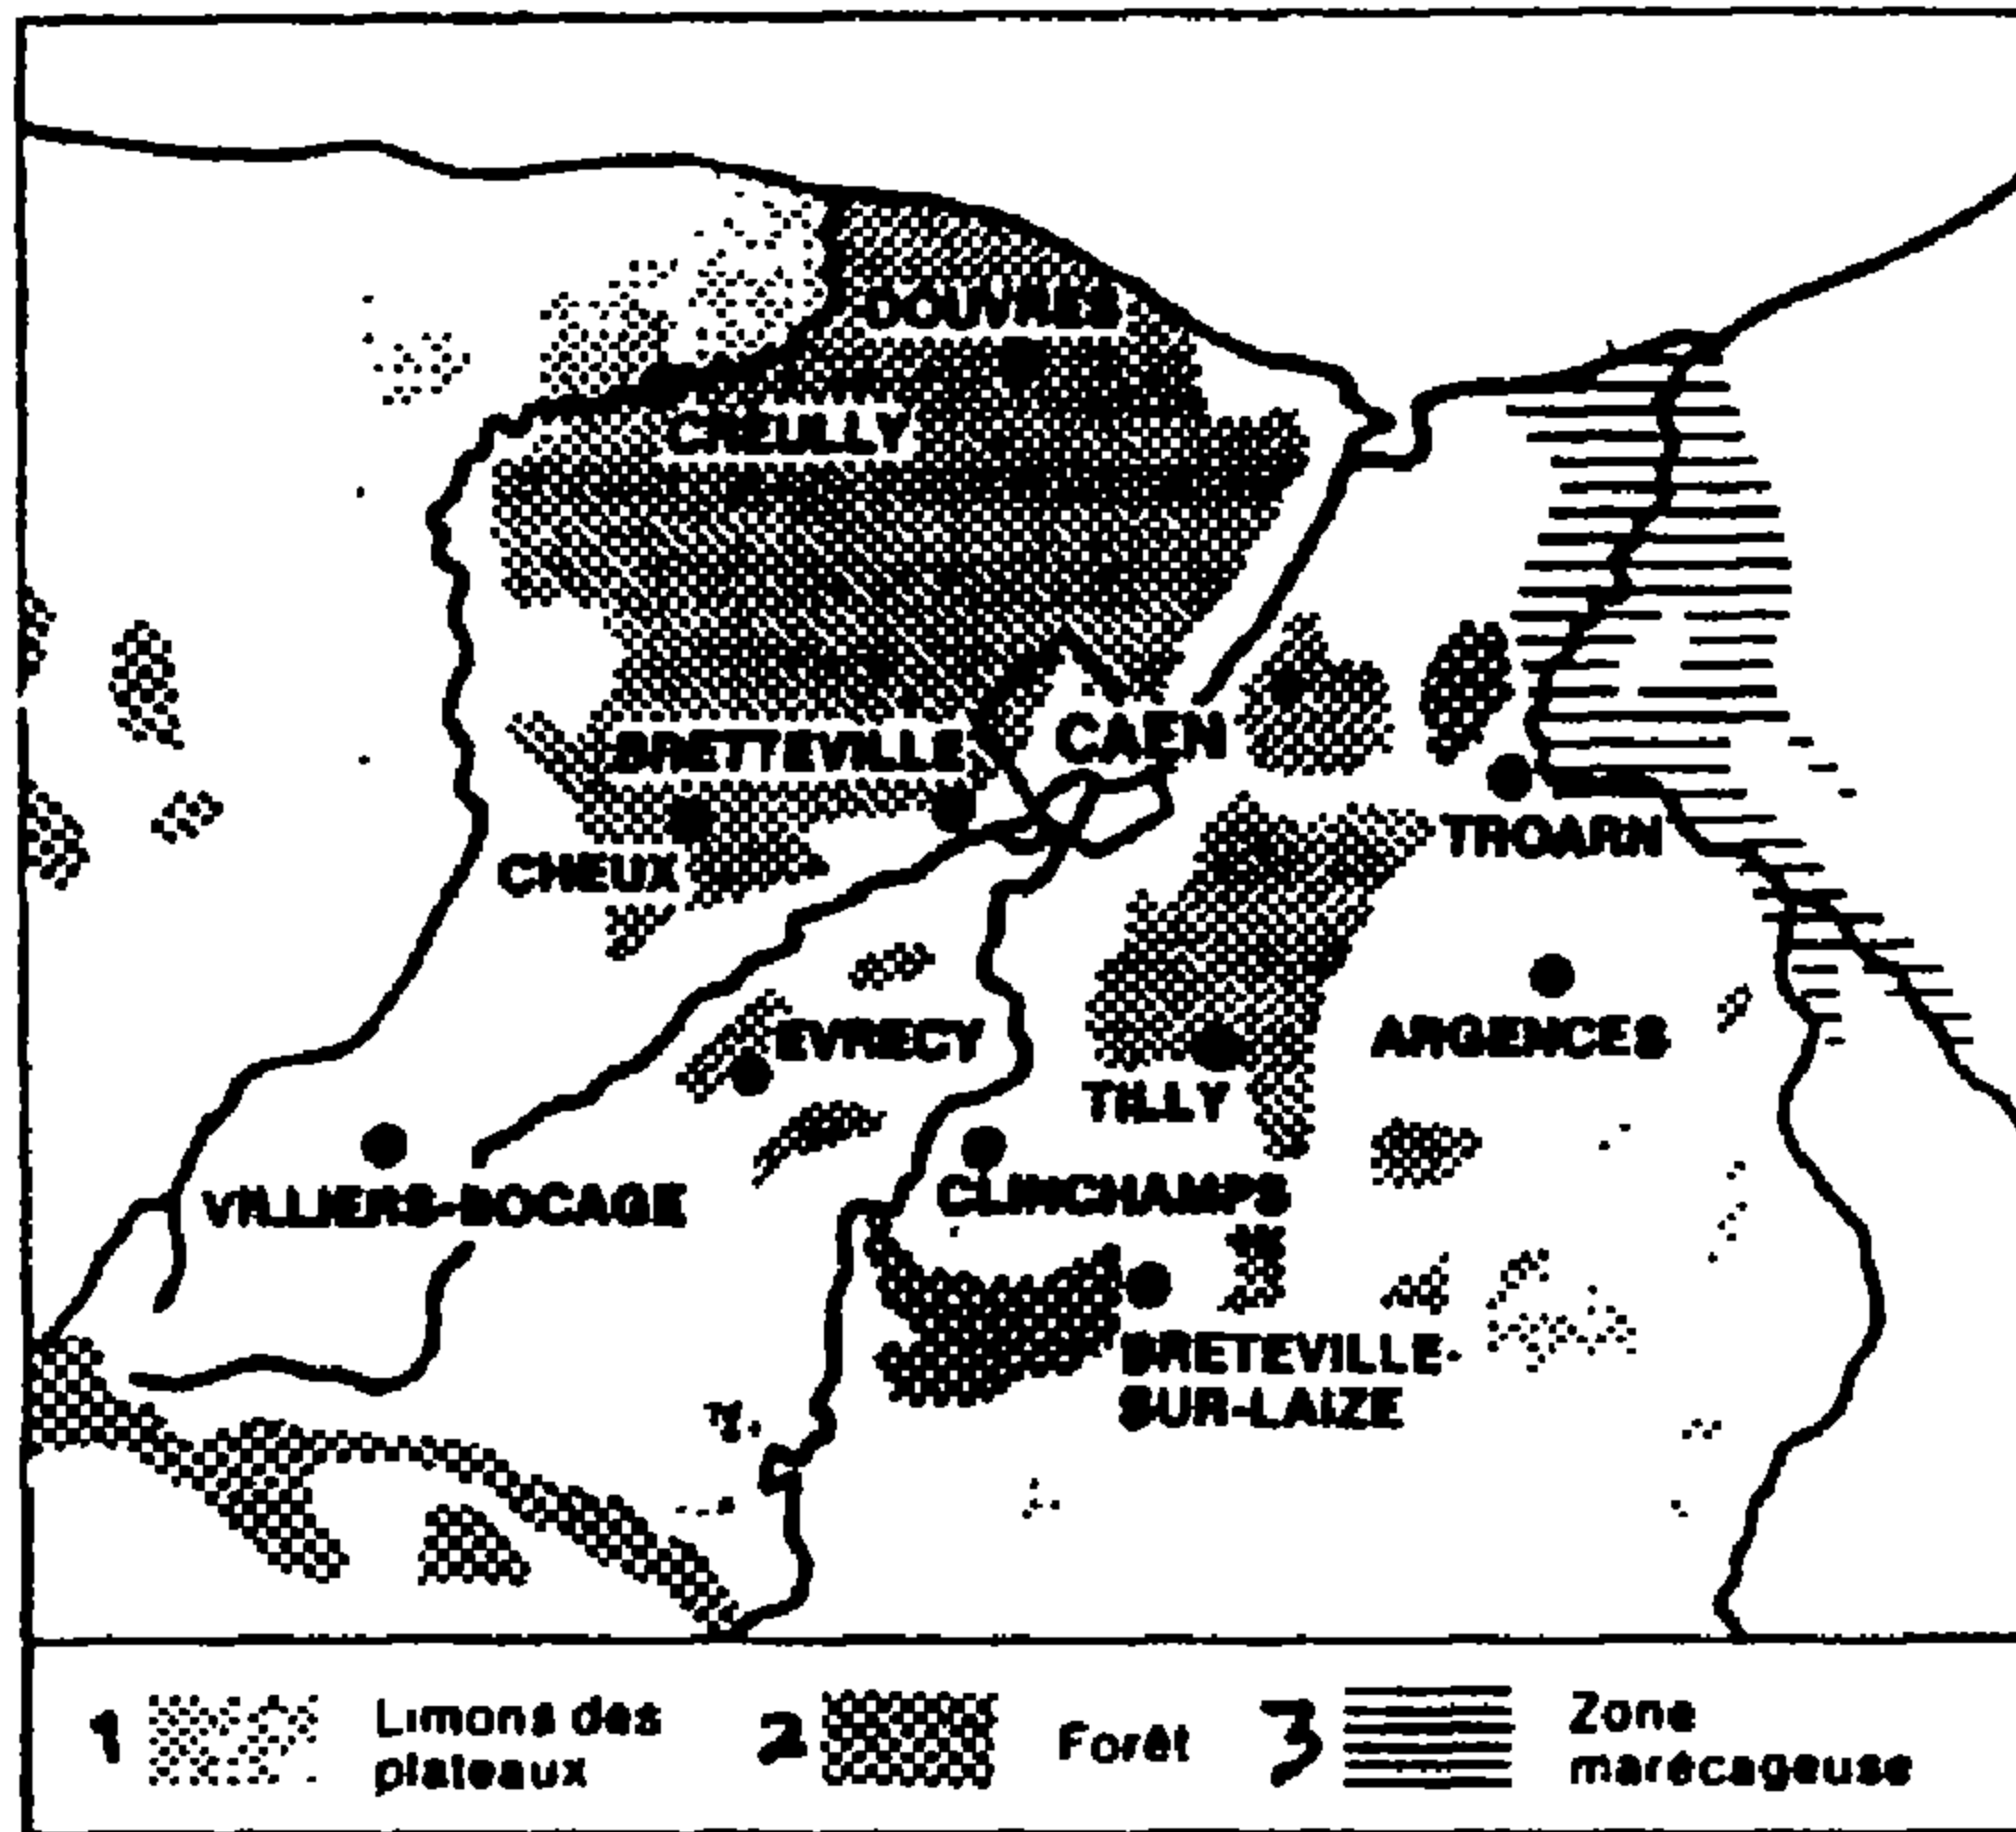 DOUVRES
CREULLY
BRETTEVILLE
CAEN
CHEUX
TROARN
EVRECY
ARGENCES
TILLY
VILLIERS-BOCAGE
CLINCHAMPS
BRETEVILLE-
SUR-LAIZE
1 Limons des
plateaux
2 Forêt
3 Zone
marécageuse